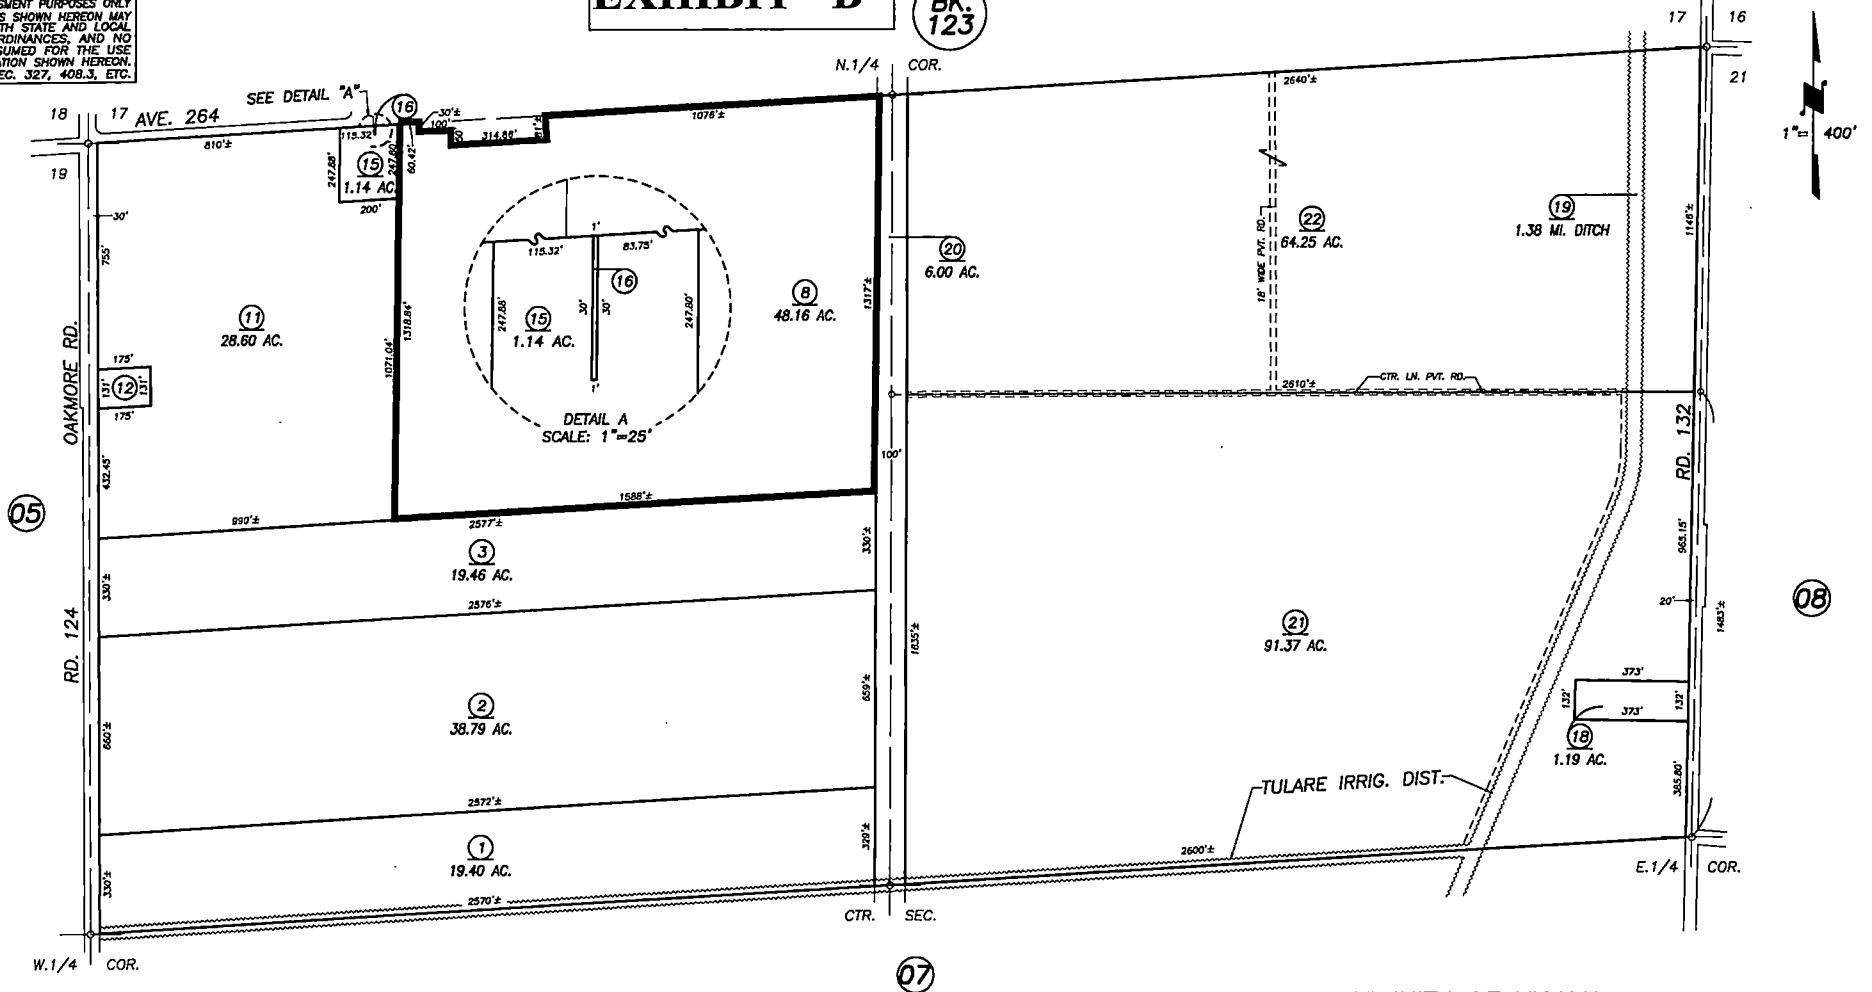 SMENT PURPOSES ONLY
S SHOWN HEREON MAY
TH STATE AND LOCAL
RDINANCES, AND NO
SUMED FOR THE USE
ATION SHOWN HEREON.
EC. 327, 408.3, ETC.
EXHIBIT "B"
BK.
123
17 16
21
1"= 400'
N.1/4 COR.
18 17 AVE. 264
19
SEE DETAIL "A"
16
30'±
100'
50'
314.86'
81'±
1076'±
2640'±
810'±
115.32'
247.88'
15
1.14 AC.
247.80'
60.42'
200'
30'
755'
OAKMORE RD.
11
28.60 AC.
175'
131'
12
131'
175'
432.45'
1318.84'
1071.04'
1'
115.32'
83.75'
16
247.88'
15
1.14 AC.
30'
30'
247.80'
1'
DETAIL A
SCALE: 1"=25'
8
48.16 AC.
1317'±
20
6.00 AC.
18' WIDE PVT. RD.
22
64.25 AC.
19
1.38 MI. DITCH
1146'±
2610'±
CTR. LN. PVT. RD.
RD. 132
100'
05
990'±
1588'±
2577'±
3
19.46 AC.
330'±
330'±
2576'±
RD. 124
2
38.79 AC.
660'±
659'±
1635'±
2572'±
1
19.40 AC.
330'±
329'±
2570'±
21
91.37 AC.
965.15'
20'
1483'±
08
373'
132'
132'
373'
18
1.19 AC.
385.80'
TULARE IRRIG. DIST.
2600'±
E.1/4 COR.
CTR. SEC.
W.1/4 COR.
07